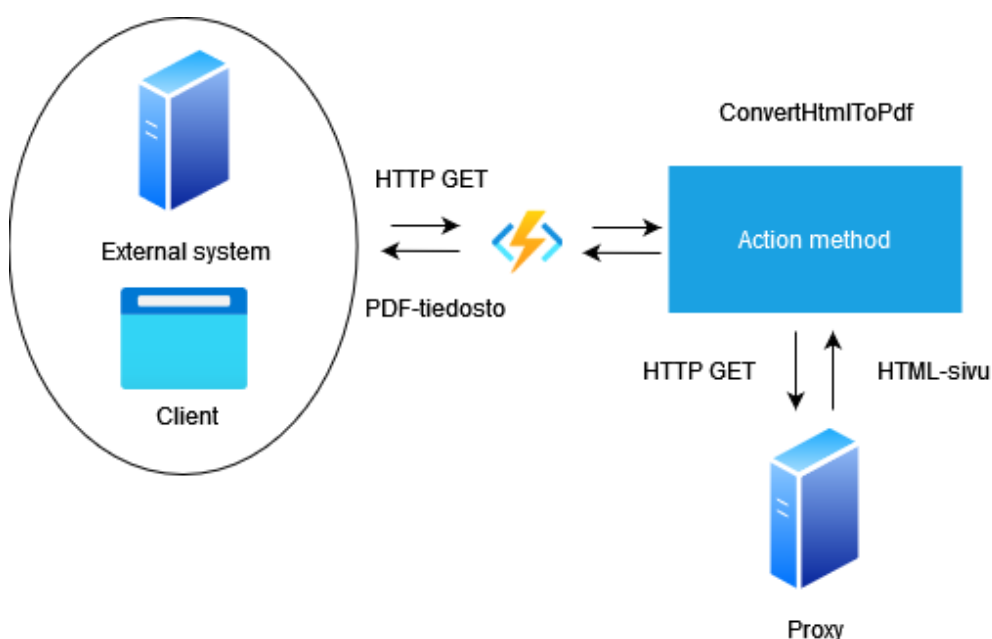 ConvertHtmlToPdf
HTTP GET
External system
Action method
PDF-tiedosto
Client
HTTP GET
HTML-sivu
Proxy